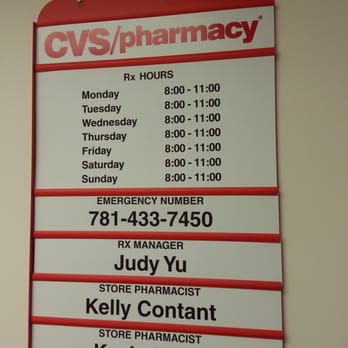 CVS/pharmacy
Rx HOURS
Monday 8:00 - 11:00
Tuesday 8:00 - 11:00
Wednesday 8:00 - 11:00
Thursday 8:00 - 11:00
Friday 8:00 - 11:00
Saturday 8:00 - 11:00
Sunday 8:00 - 11:00
EMERGENCY NUMBER
781-433-7450
RX MANAGER
Judy Yu
STORE PHARMACIST
Kelly Contant
STORE PHARMACIST